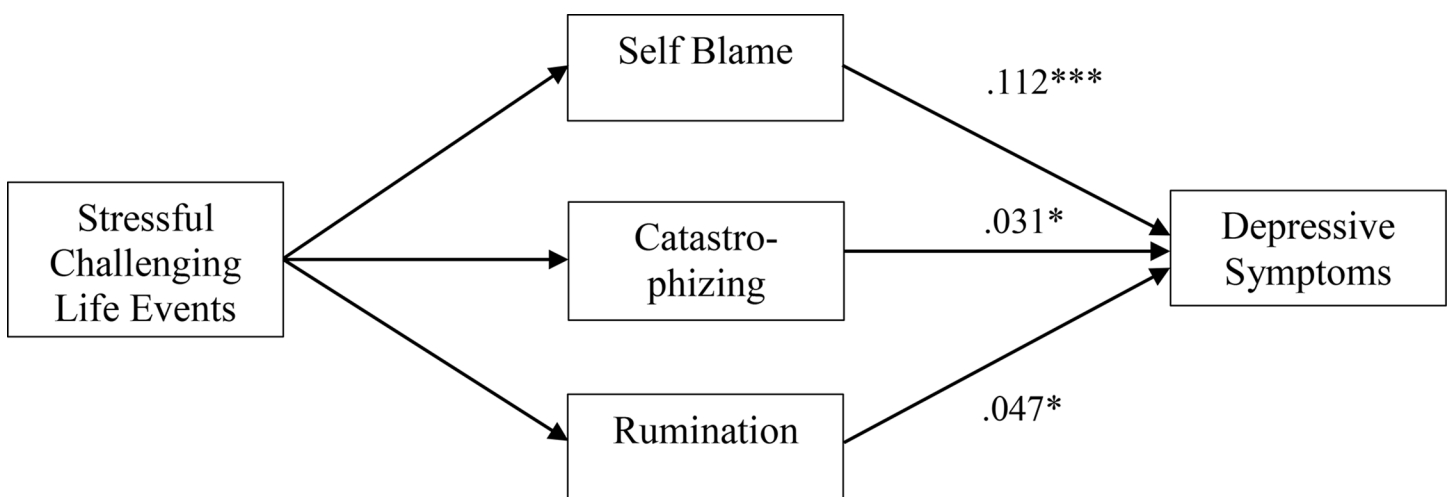 Self Blame
.112***
Stressful
Challenging
Life Events
Catastro-
phizing
.031*
Depressive
Symptoms
Rumination
.047*